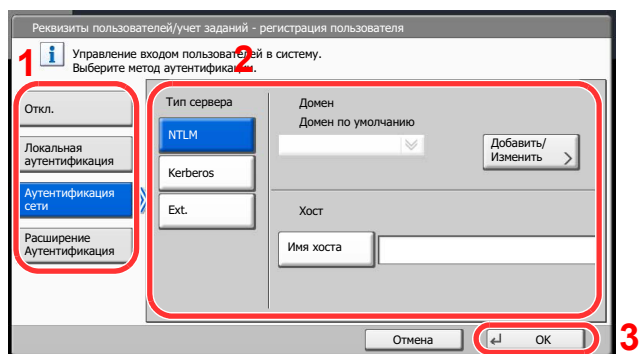 Реквизиты пользователей/учет заданий - регистрация пользователя
1
i
Управление входом пользователей в систему.
2
Выберите метод аутентификации.
Откл.
Локальная
аутентификация
Аутентификация
сети
Расширение
Аутентификация
Тип сервера
NTLM
Kerberos
Ext.
Домен
Домен по умолчанию
Добавить/
Изменить
Хост
Имя хоста
Отмена
OK
3